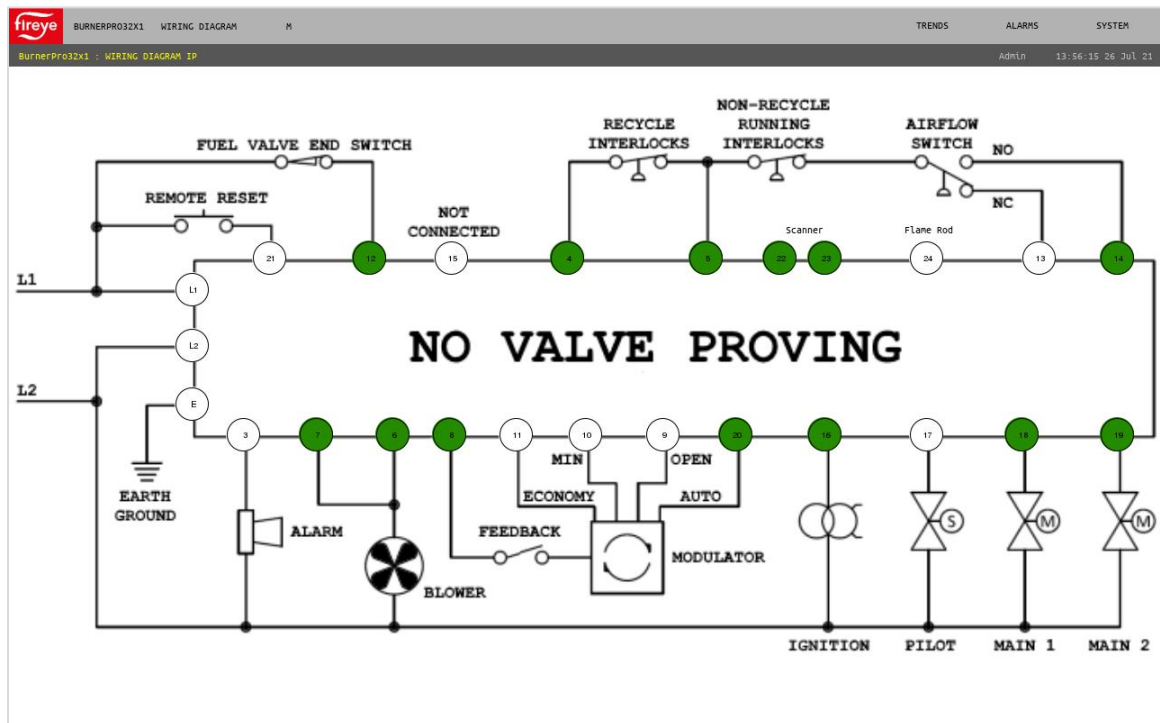 fireye BURNERPRO32X1 WIRING DIAGRAM M TRENDS ALARMS SYSTEM
BurnerPro32x1 : WIRING DIAGRAM IP Admin 13:56:15 26 Jul 21
FUEL VALVE END SWITCH
RECYCLE
INTERLOCKS
NON-RECYCLE
RUNNING
INTERLOCKS
AIRFLOW
SWITCH
NO
NC
REMOTE RESET
NOT
CONNECTED
Scanner
Flame Rod
21 12 15 4 5 22 23 24 13 14
L1
L1
L2
L2
E
NO VALVE PROVING
3 7 6 8 11 10 9 20 16 17 18 19
MIN
OPEN
ECONOMY
AUTO
EARTH
GROUND
ALARM
BLOWER
FEEDBACK
MODULATOR
S
M
M
IGNITION
PILOT
MAIN 1
MAIN 2